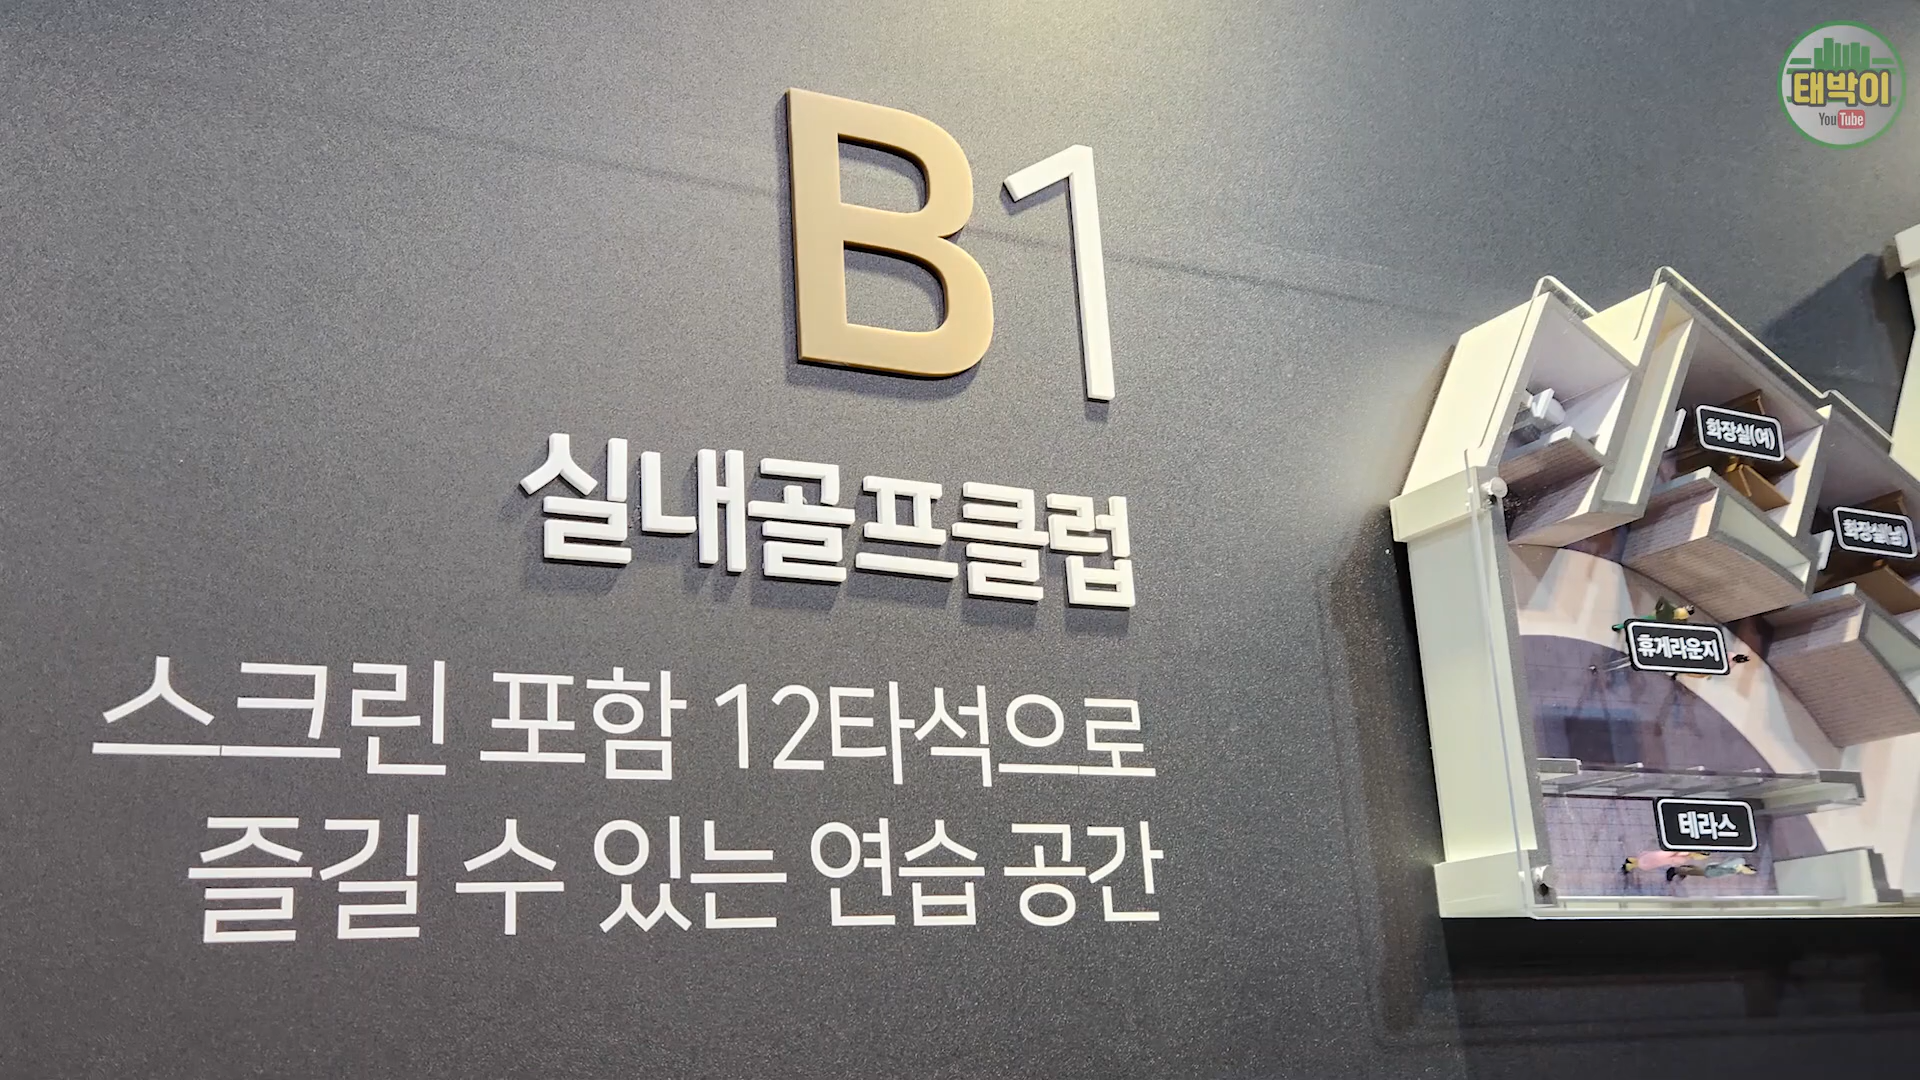 태박이
YouTube
B1
실내골프클럽
스크린 포함 12타석으로
즐길 수 있는 연습 공간
화장실(여)
화장실(남)
휴게라운지
테라스